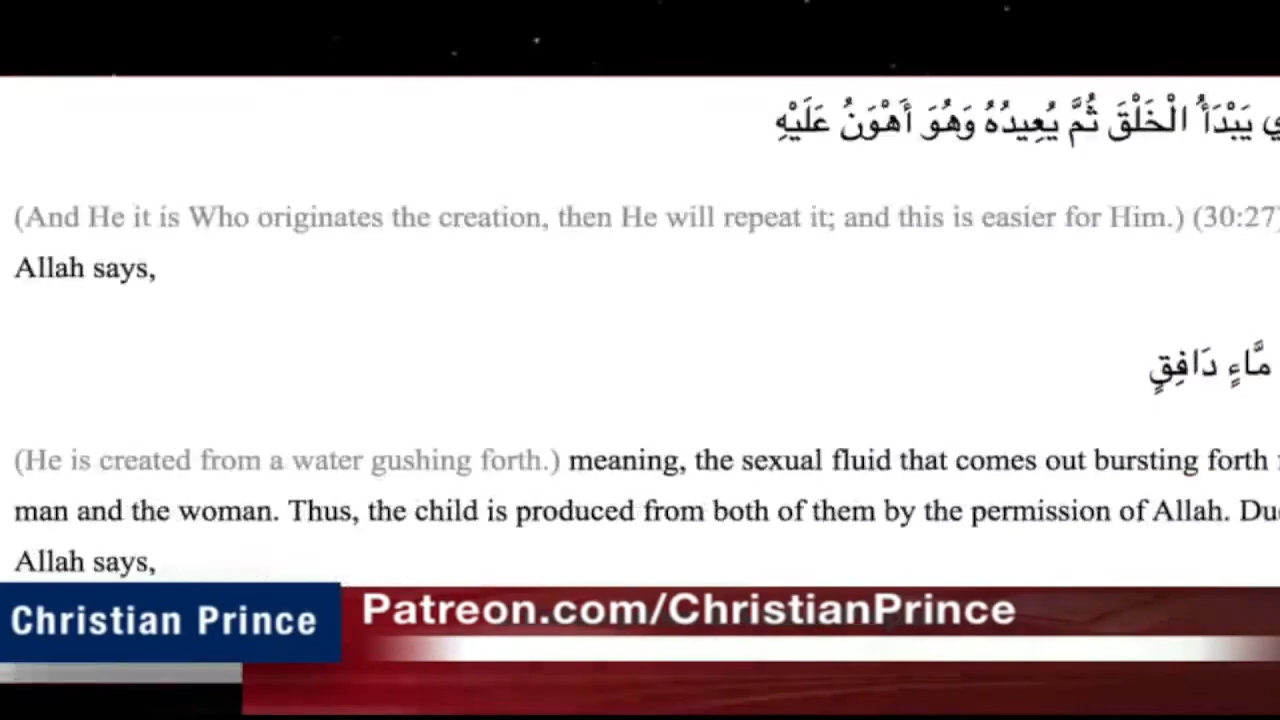 يَبْدَأُ الْخَلْقَ ثُمَّ يُعِيدُهُ وَهُوَ أَهْوَنُ عَلَيْهِ
(And He it is Who originates the creation, then He will repeat it; and this is easier for Him.) (30:27)
Allah says,
مَّاءٍ دَافِقٍ
(He is created from a water gushing forth.) meaning, the sexual fluid that comes out bursting forth
man and the woman. Thus, the child is produced from both of them by the permission of Allah.
Allah says,
Christian Prince
Patreon.com/ChristianPrince